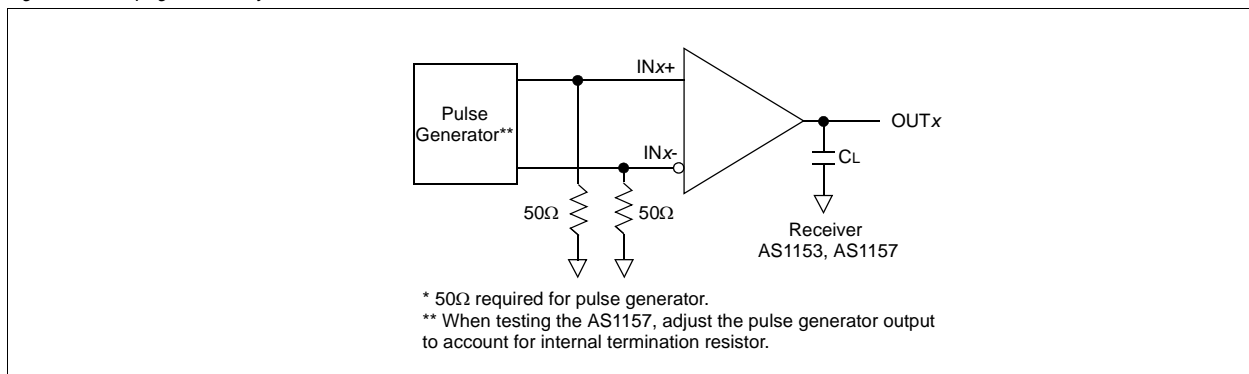 INx+
Pulse
Generator**
OUTx
INx-
CL
50Ω
50Ω
Receiver
AS1153, AS1157
* 50Ω required for pulse generator.
** When testing the AS1157, adjust the pulse generator output
to account for internal termination resistor.